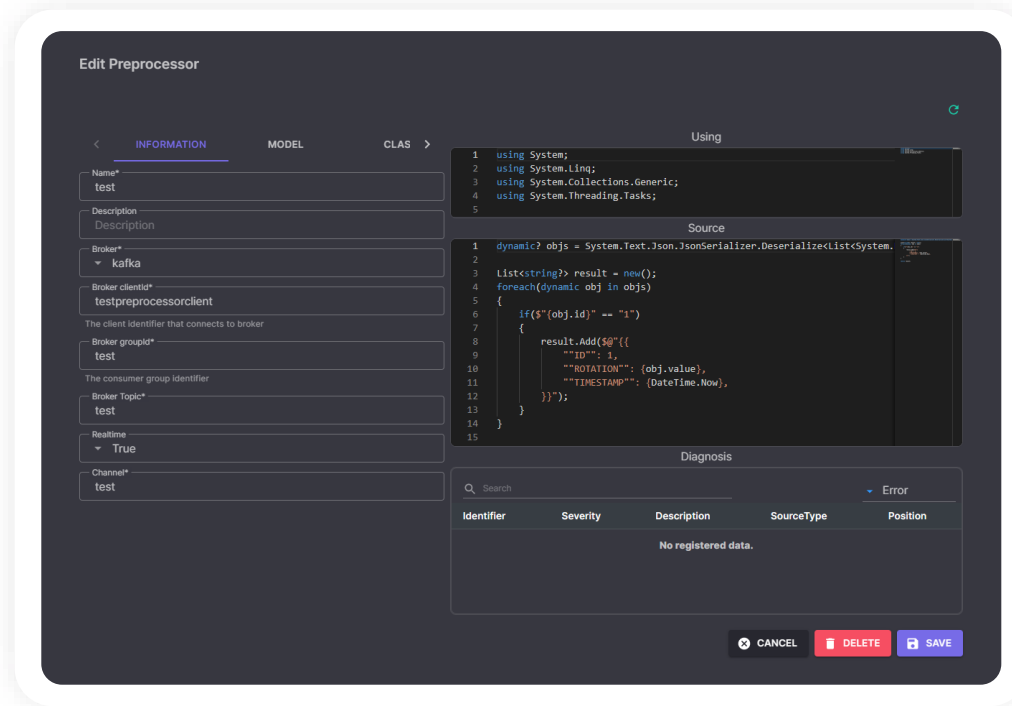 Edit Preprocessor
INFORMATION MODEL CLAS
Name*
test
Description
Description
Broker*
kafka
Broker clientId*
testpreprocessorclient
The client identifier that connects to broker
Broker groupId*
test
The consumer group identifier
Broker Topic*
test
Realtime
True
Channel*
test
Using
1 using System;
2 using System.Linq;
3 using System.Collections.Generic;
4 using System.Threading.Tasks;
5
Source
1 dynamic? objs = System.Text.Json.JsonSerializer.Deserialize<List<System.
2
3 List<string?> result = new();
4 foreach(dynamic obj in objs)
5 {
6 if($"{obj.id}" == "1")
7 {
8 result.Add($@"{{
9 ""ID"": 1,
10 ""ROTATION"": {obj.value},
11 ""TIMESTAMP"": {DateTime.Now},
12 }}");
13 }
14 }
15
Diagnosis
Search
Error
Identifier Severity Description SourceType Position
No registered data.
CANCEL DELETE SAVE